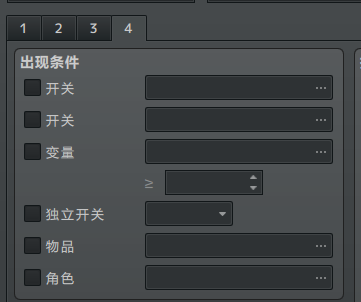 1 2 3 4
出现条件
开关 ...
开关 ...
变量 ...
≥
独立开关
物品 ...
角色 ...